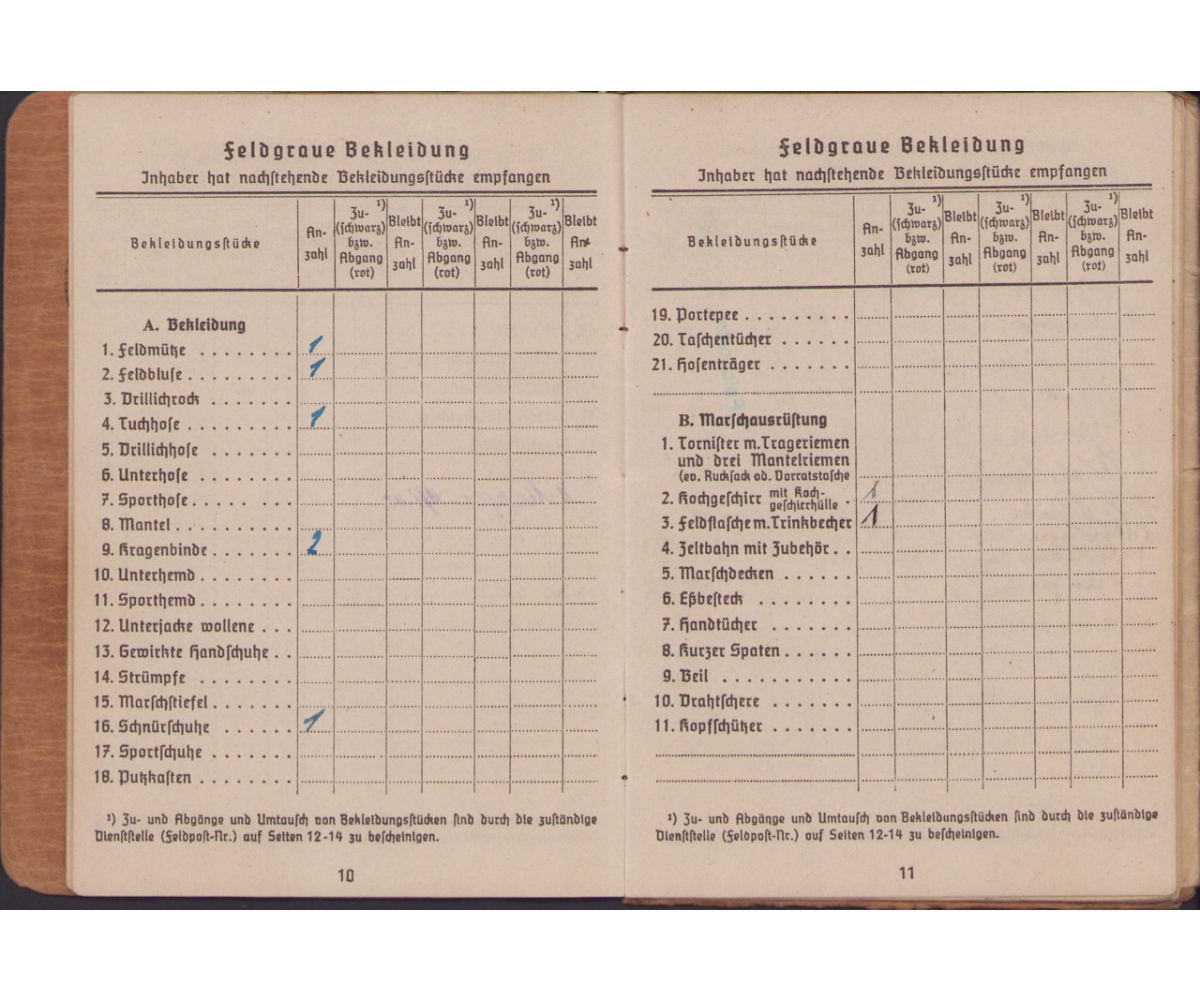 Feldgraue Bekleidung
Inhaber hat nachstehende Bekleidungsstücke empfangen
Bekleidungsstücke | An-zahl | Zu- ¹) (schwarz) bzw. Abgang (rot) | Bleibt An-zahl | Zu- ¹) (schwarz) bzw. Abgang (rot) | Bleibt An-zahl | Zu- ¹) (schwarz) bzw. Abgang (rot) | Bleibt An-zahl
A. Bekleidung
1. Feldmütze . . . . . . . . 1
2. Feldbluse . . . . . . . . . 1
3. Drillichrock . . . . . . .
4. Tuchhose . . . . . . . . . 1
5. Drillichhose . . . . . . .
6. Unterhose . . . . . . . .
7. Sporthose . . . . . . . .
8. Mantel . . . . . . . . . .
9. Kragenbinde . . . . . . . 2
10. Unterhemd . . . . . . . .
11. Sporthemd . . . . . . . .
12. Unterjacke wollene . . .
13. Gewirkte Handschuhe . .
14. Strümpfe . . . . . . . .
15. Marschstiefel . . . . . . .
16. Schnürschuhe . . . . . . 1
17. Sportschuhe . . . . . . .
18. Putzkasten . . . . . . . .
¹) Zu- und Abgänge und Umtausch von Bekleidungsstücken sind durch die zuständige
Dienststelle (Feldpost-Nr.) auf Seiten 12-14 zu bescheinigen.
10
Feldgraue Bekleidung
Inhaber hat nachstehende Bekleidungsstücke empfangen
Bekleidungsstücke | An-zahl | Zu- ¹) (schwarz) bzw. Abgang (rot) | Bleibt An-zahl | Zu- ¹) (schwarz) bzw. Abgang (rot) | Bleibt An-zahl | Zu- ¹) (schwarz) bzw. Abgang (rot) | Bleibt An-zahl
19. Portepee . . . . . . . . .
20. Taschentücher . . . . . .
21. Hosenträger . . . . . . .
B. Marschausrüstung
1. Tornister m. Trageriemen
und drei Mantelriemen
(ev. Rucksack od. Vorratstasche
2. Kochgeschirr mit Koch-geschirrhülle .
3. Feldflasche m. Trinkbecher 1
4. Zeltbahn mit Zubehör . .
5. Marschdecken . . . . . .
6. Eßbesteck . . . . . . . .
7. Handtücher . . . . . . .
8. Kurzer Spaten . . . . . .
9. Beil . . . . . . . . . . .
10. Drahtschere . . . . . . .
11. Kopfschützer . . . . . . .
¹) Zu- und Abgänge und Umtausch von Bekleidungsstücken sind durch die zuständige
Dienststelle (Feldpost-Nr.) auf Seiten 12-14 zu bescheinigen.
11